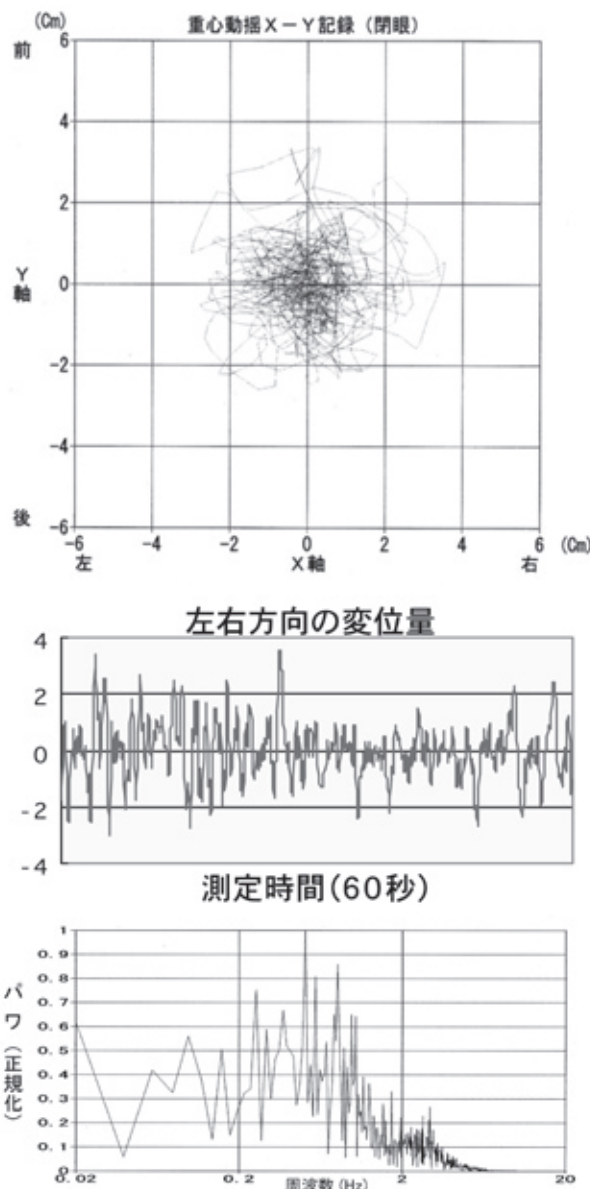 (Cm) 重心動揺X−Y記録（閉眼）
6
前
4
2
Y軸 0
-2
-4
後
-6
-6 -4 -2 0 2 4 6 (Cm)
左 X軸 右
左右方向の変位量
4
2
0
-2
-4
測定時間(60秒)
1
0.9
0.8
0.7
0.6
0.5
0.4
0.3
0.2
0.1
0
パワ（正規化）
0.02 0.2 2 20
周波数(Hz)